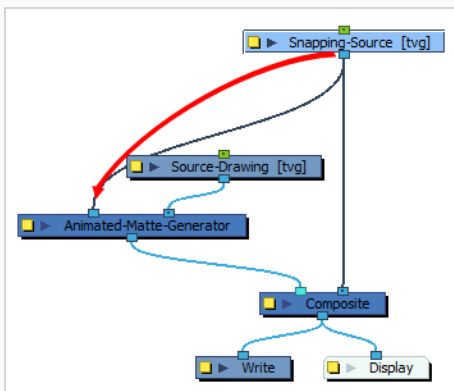 Snapping-Source [tvg]
Source-Drawing [tvg]
Animated-Matte-Generator
Composite
Write
Display